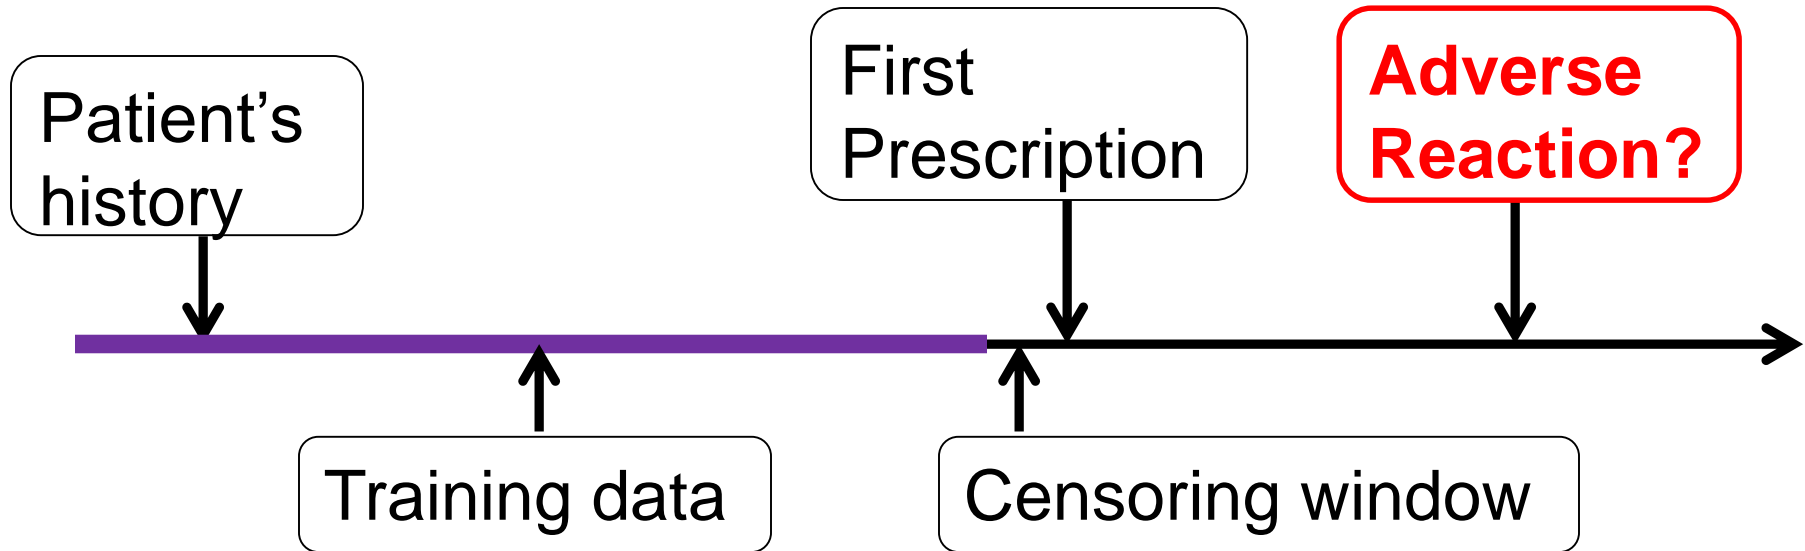 Patient’s
history
First
Prescription
Adverse
Reaction?
Training data
Censoring window